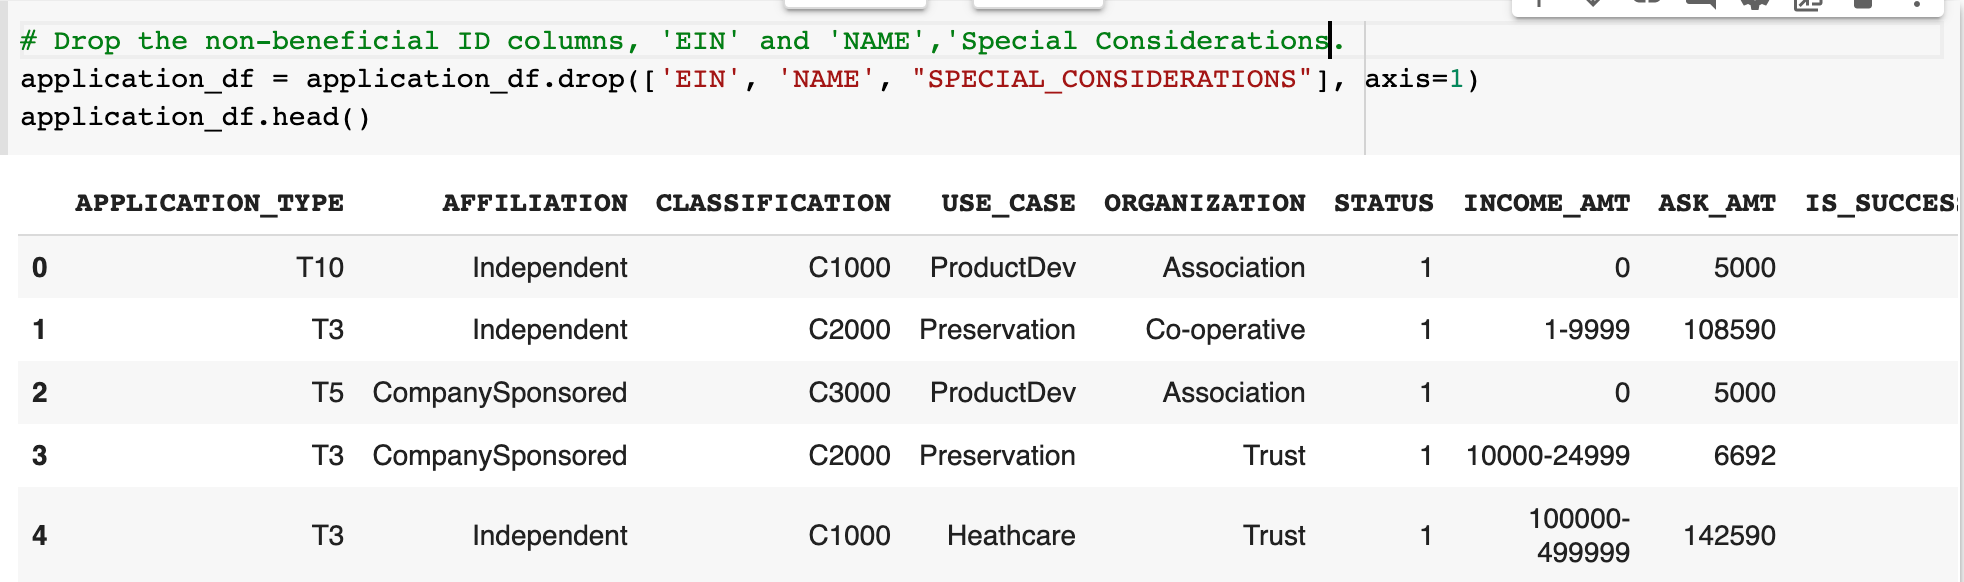 # Drop the non-beneficial ID columns, 'EIN' and 'NAME','Special Considerations.
application_df = application_df.drop(['EIN', 'NAME', "SPECIAL_CONSIDERATIONS"], axis=1)
application_df.head()
APPLICATION_TYPE AFFILIATION CLASSIFICATION USE_CASE ORGANIZATION STATUS INCOME_AMT ASK_AMT IS_SUCCES
0 T10 Independent C1000 ProductDev Association 1 0 5000
1 T3 Independent C2000 Preservation Co-operative 1 1-9999 108590
2 T5 CompanySponsored C3000 ProductDev Association 1 0 5000
3 T3 CompanySponsored C2000 Preservation Trust 1 10000-24999 6692
4 T3 Independent C1000 Heathcare Trust 1 100000-
499999 142590